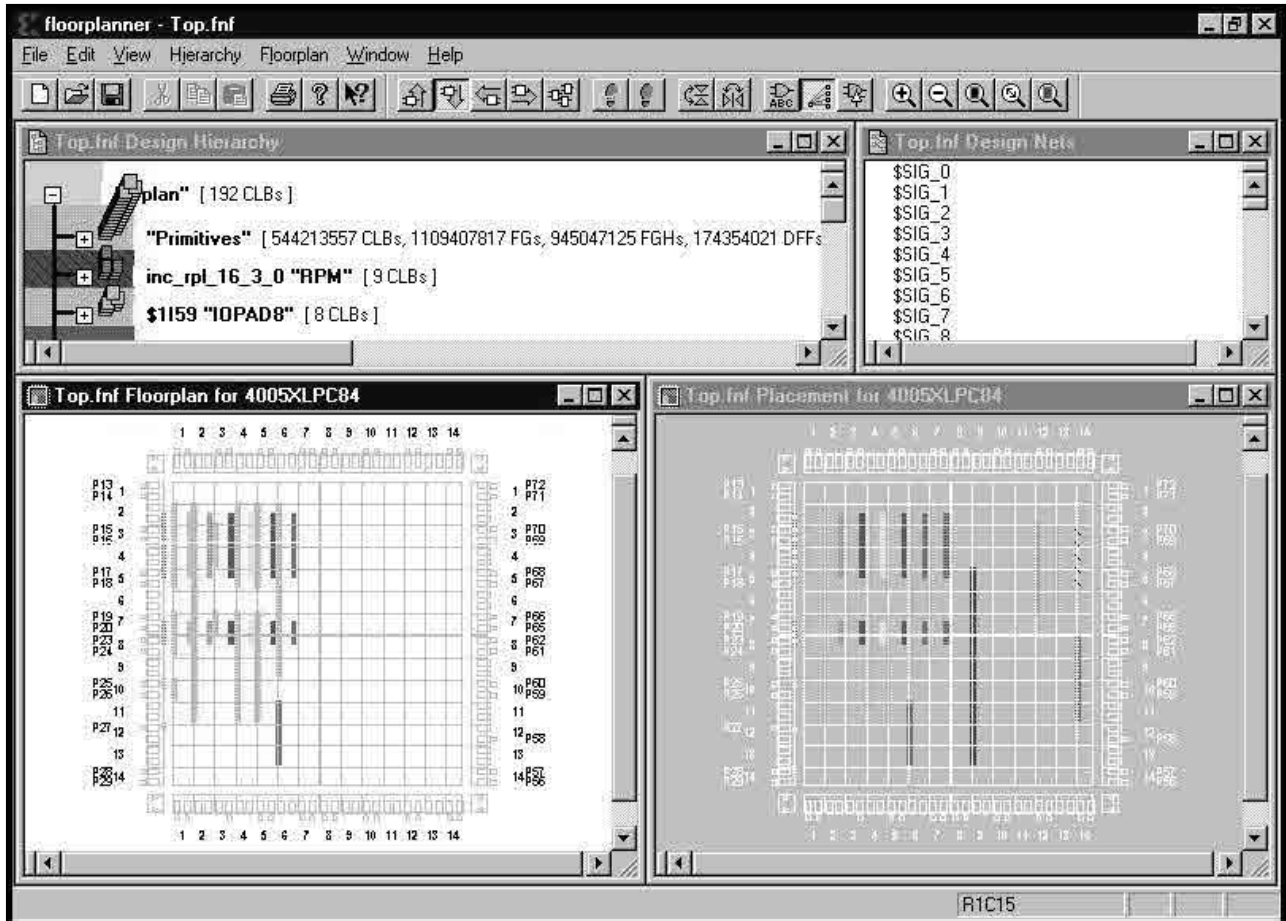 floorplanner - Top.fnf
File Edit View Hierarchy Floorplan Window Help
ABC
Top.fnf Design Hierarchy
plan" [ 192 CLBs ]
"Primitives" [ 544213557 CLBs, 1109407817 FGs, 945047125 FGHs, 174354021 DFFs
inc_rpl_16_3_0 "RPM" [ 9 CLBs ]
$1I59 "IOPAD8" [ 8 CLBs ]
Top.fnf Design Nets
$SIG_0
$SIG_1
$SIG_2
$SIG_3
$SIG_4
$SIG_5
$SIG_6
$SIG_7
$SIG_8
Top.fnf Floorplan for 4005XLPC84
1 2 3 4 5 6 7 8 9 10 11 12 13 14
P13
P14 1
1 P72
P71
2 2
P15 3
P16
3 P70
P69
4 4
P17
P18 5
5 P68
P67
6 6
P19 7
P20
7 P66
P65
P23 8
P24
8 P62
P61
9 9
P25 10
P26
10 P60
P59
11 11
P27 12
12 P58
13 13
P28 14
P29
14 P57
P56
1 2 3 4 5 6 7 8 9 10 11 12 13 14
Top.fnf Placement for 4005XLPC84
R1C15